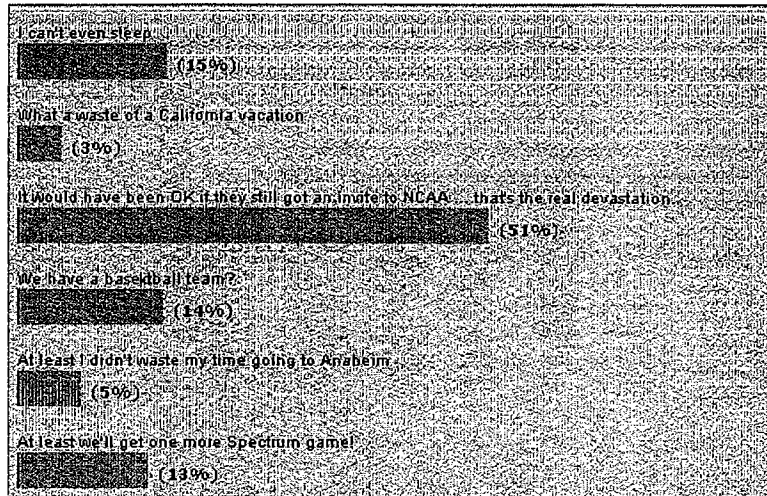 I can't even sleep
(15%)
What a waste of a California vacation
(3%)
It would have been OK if they still got an invite to NCAA... that's the real devastation
(51%)
We have a basektball team?
(14%)
At least I didn't waste my time going to Anaheim
(5%)
At least we'll get one more Spectrum game!
(13%)